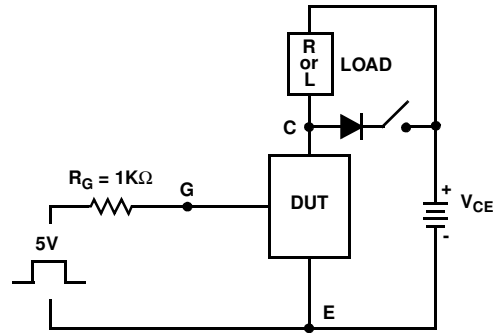 R
or
L
LOAD
C
R_G = 1KΩ
G
DUT
+
V_CE
-
5V
E